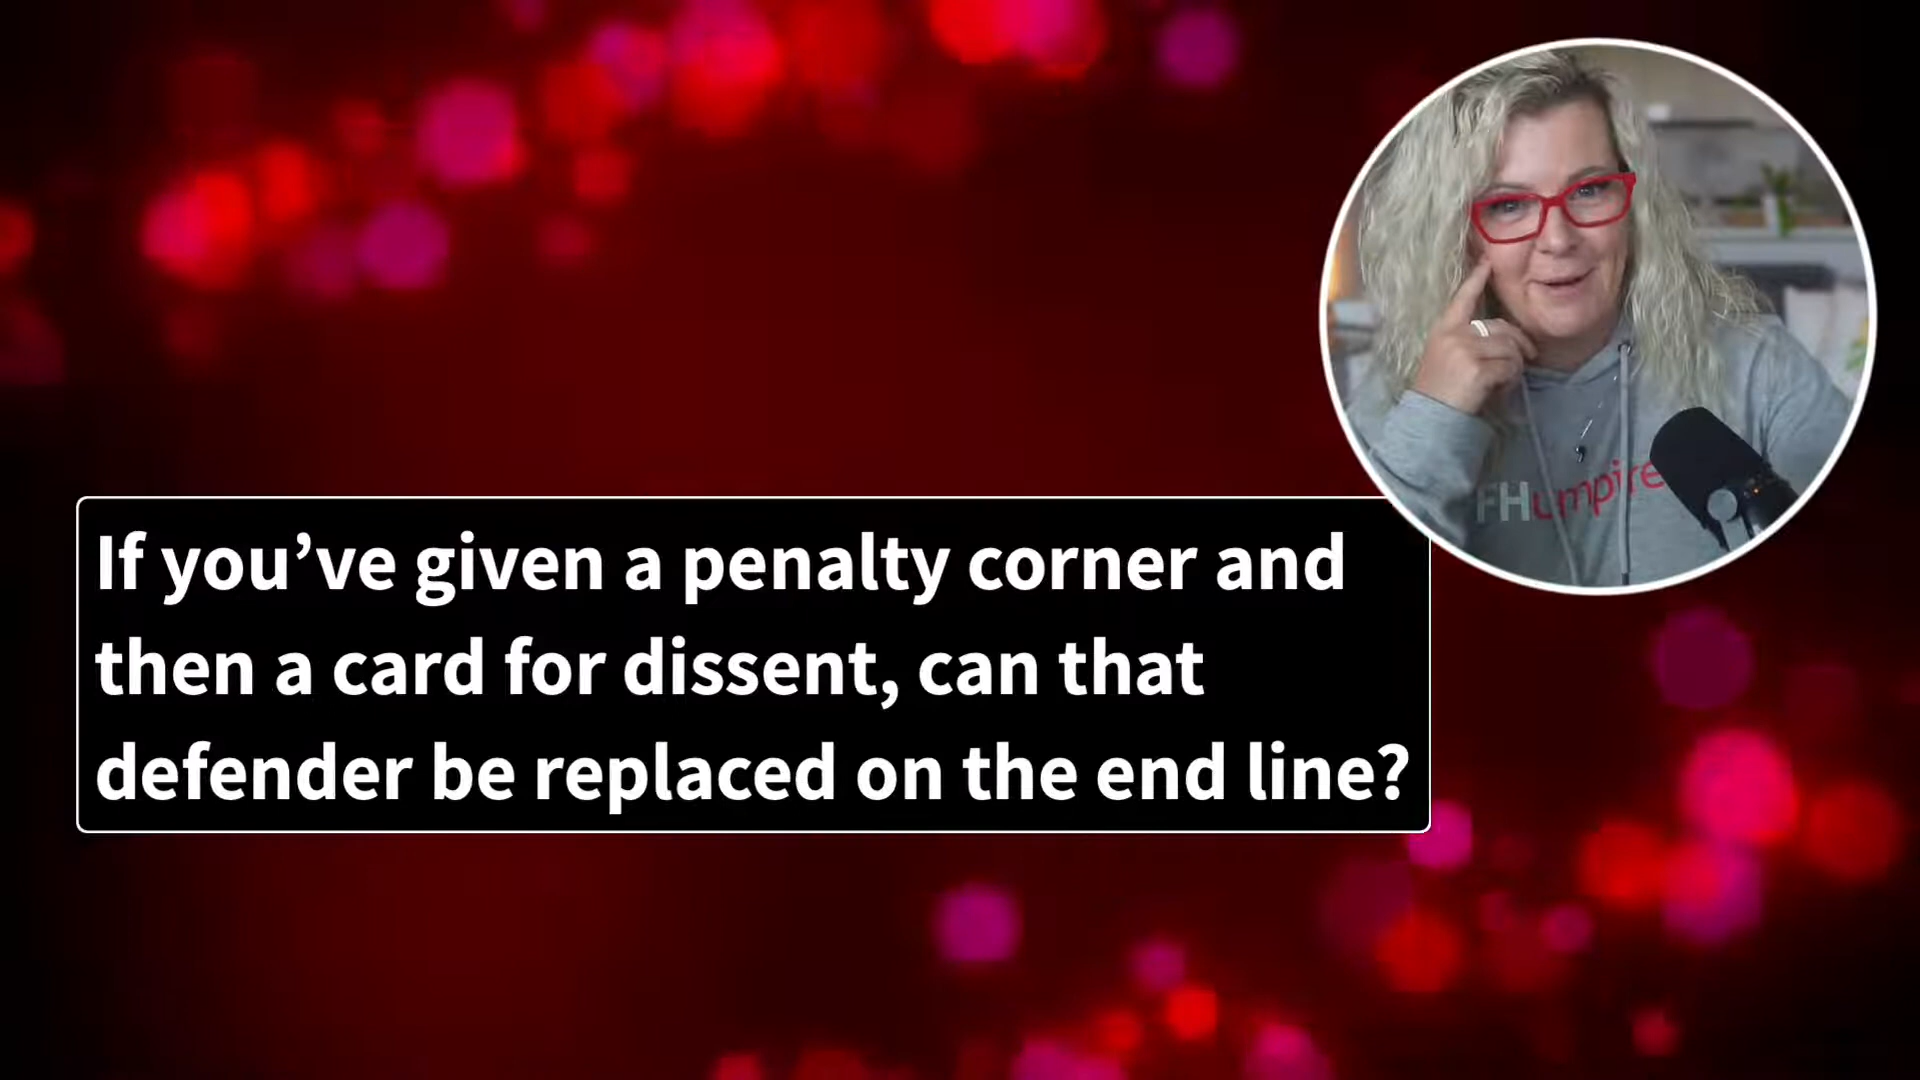 If you’ve given a penalty corner and
then a card for dissent, can that
defender be replaced on the end line?
FHumpire